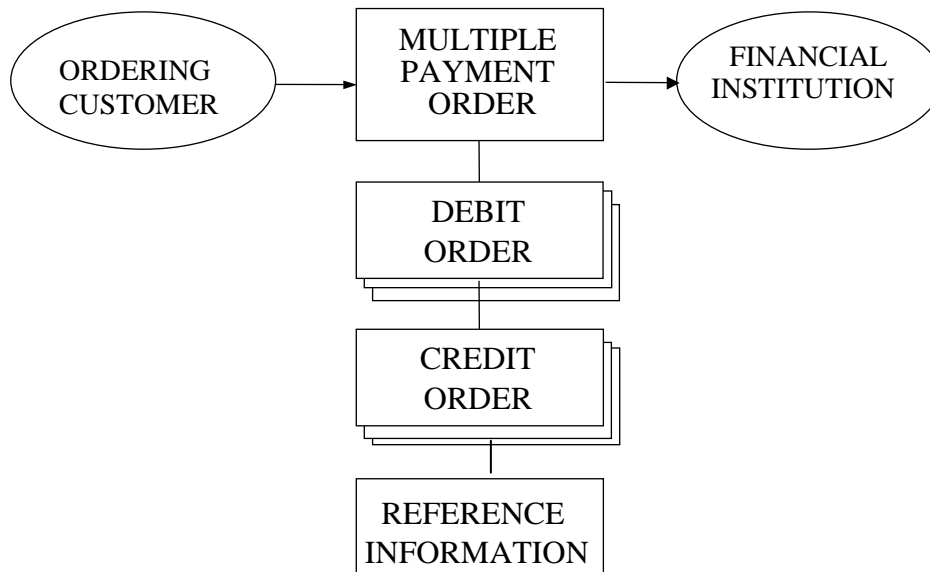 ORDERING
CUSTOMER
MULTIPLE
PAYMENT
ORDER
FINANCIAL
INSTITUTION
DEBIT
ORDER
CREDIT
ORDER
REFERENCE
INFORMATION